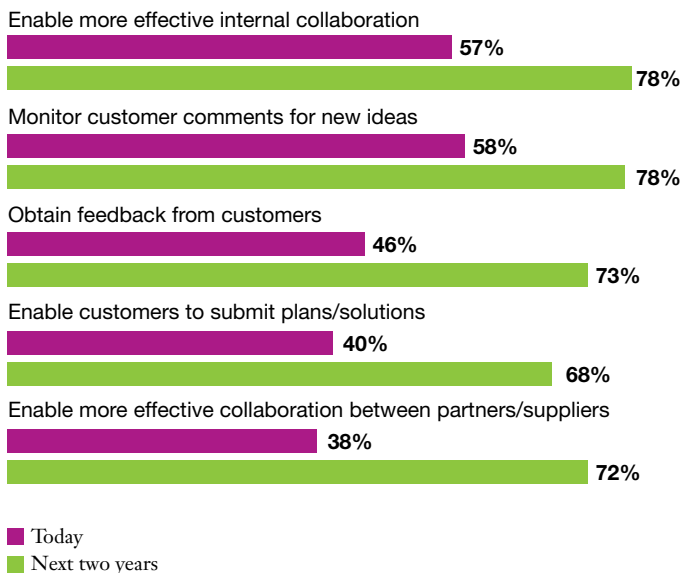 Enable more effective internal collaboration
57%
78%
Monitor customer comments for new ideas
58%
78%
Obtain feedback from customers
46%
73%
Enable customers to submit plans/solutions
40%
68%
Enable more effective collaboration between partners/suppliers
38%
72%
Today
Next two years